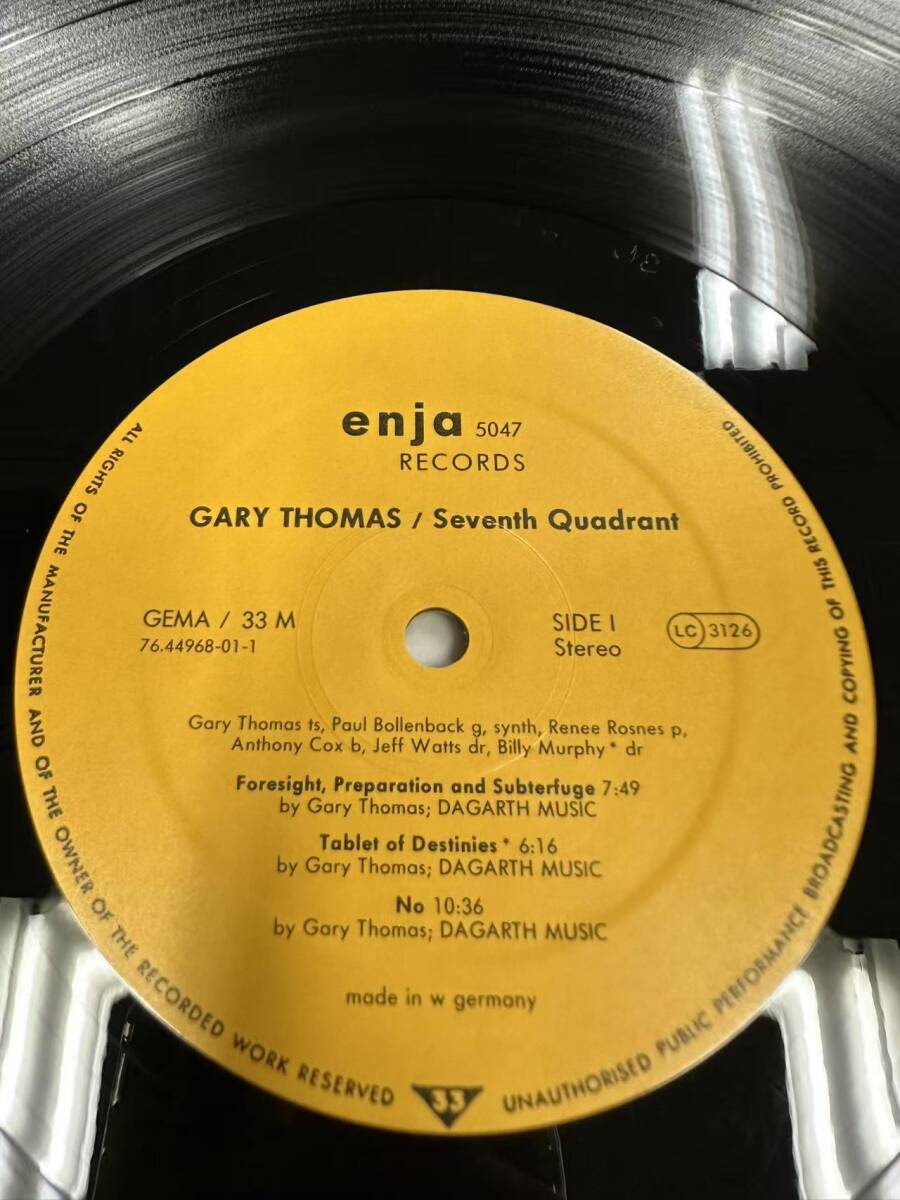 enja 5047
RECORDS
GARY THOMAS / Seventh Quadrant
GEMA / 33 M
76.44968-01-1
SIDE I
Stereo
LC 3126
Gary Thomas ts, Paul Bollenback g, synth, Renee Rosnes p,
Anthony Cox b, Jeff Watts dr, Billy Murphy* dr
Foresight, Preparation and Subterfuge 7:49
by Gary Thomas; DAGARTH MUSIC
Tablet of Destinies* 6:16
by Gary Thomas; DAGARTH MUSIC
No 10:36
by Gary Thomas; DAGARTH MUSIC
made in w germany
ALL RIGHTS OF THE MANUFACTURER AND OF THE OWNER OF THE RECORDED WORK RESERVED
33
UNAUTHORISED PUBLIC PERFORMANCE BROADCASTING AND COPYING OF THIS RECORD PROHIBITED